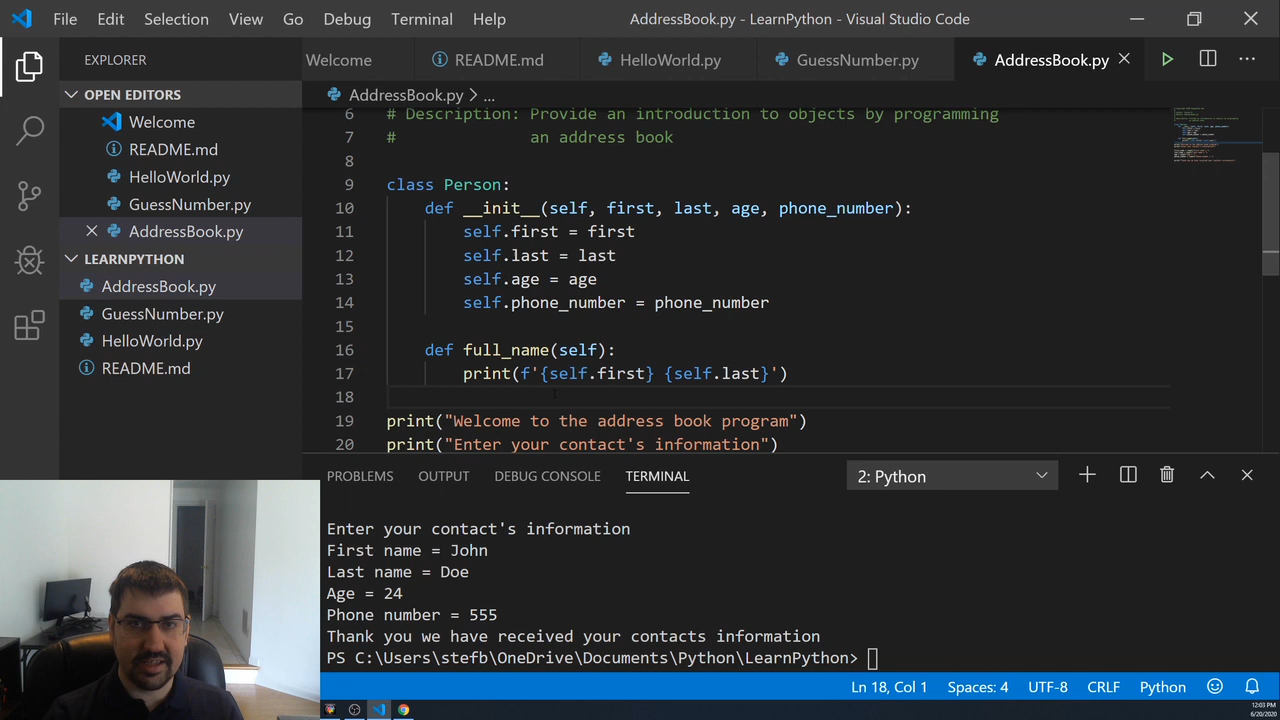 File Edit Selection View Go Debug Terminal Help AddressBook.py - LearnPython - Visual Studio Code
EXPLORER
OPEN EDITORS
Welcome
README.md
HelloWorld.py
GuessNumber.py
AddressBook.py
LEARNPYTHON
AddressBook.py
GuessNumber.py
HelloWorld.py
README.md
Welcome README.md HelloWorld.py GuessNumber.py AddressBook.py
AddressBook.py > ...
6 # Description: Provide an introduction to objects by programming
7 # an address book
8
9 class Person:
10 def __init__(self, first, last, age, phone_number):
11 self.first = first
12 self.last = last
13 self.age = age
14 self.phone_number = phone_number
15
16 def full_name(self):
17 print(f'{self.first} {self.last}')
18
19 print("Welcome to the address book program")
20 print("Enter your contact's information")
PROBLEMS OUTPUT DEBUG CONSOLE TERMINAL 2: Python
Enter your contact's information
First name = John
Last name = Doe
Age = 24
Phone number = 555
Thank you we have received your contacts information
PS C:\Users\stefb\OneDrive\Documents\Python\LearnPython>
Ln 18, Col 1 Spaces: 4 UTF-8 CRLF Python
12:03 PM
6/20/2020